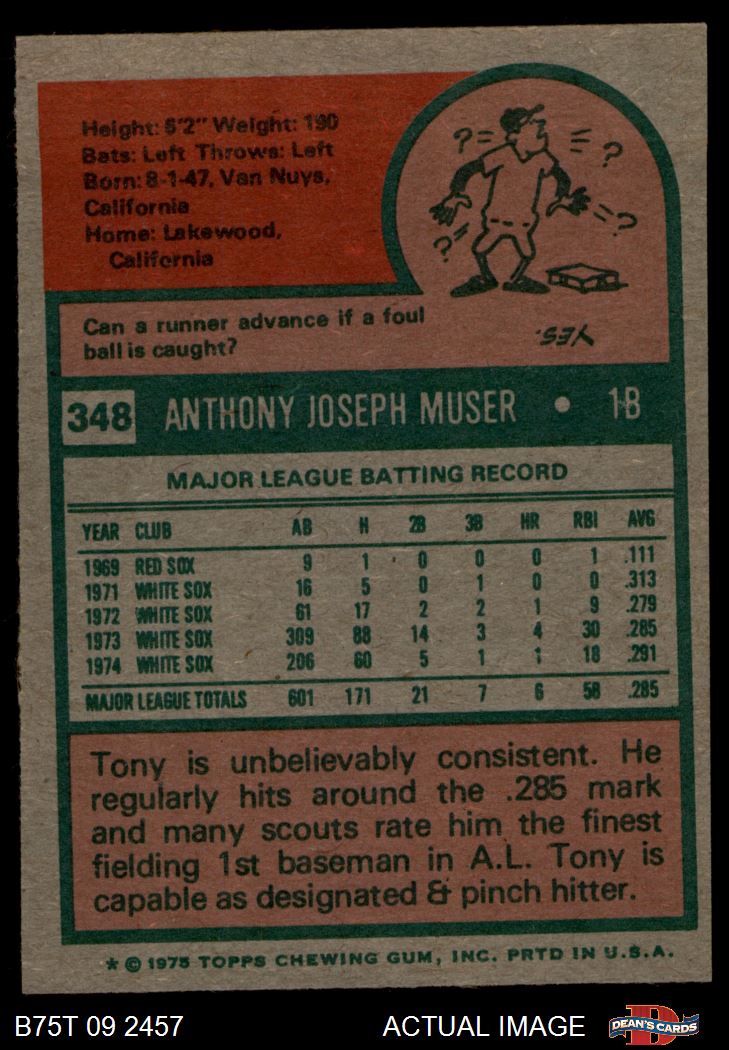 Height: 6'2" Weight: 190
Bats: Left Throws: Left
Born: 8-1-47, Van Nuys,
California
Home: Lakewood,
California
? ? ? ?
Can a runner advance if a foul
ball is caught?
YES.
348 ANTHONY JOSEPH MUSER • 1B
MAJOR LEAGUE BATTING RECORD
YEAR CLUB AB H 2B 3B HR RBI AVG
1969 RED SOX 9 1 0 0 0 1 .111
1971 WHITE SOX 16 5 0 1 0 0 .313
1972 WHITE SOX 61 17 2 2 1 9 .279
1973 WHITE SOX 309 88 14 3 4 30 .285
1974 WHITE SOX 206 60 5 1 1 18 .291
MAJOR LEAGUE TOTALS 601 171 21 7 6 58 .285
Tony is unbelievably consistent. He
regularly hits around the .285 mark
and many scouts rate him the finest
fielding 1st baseman in A.L. Tony is
capable as designated & pinch hitter.
* © 1975 TOPPS CHEWING GUM, INC. PRTD IN U.S.A.
B75T 09 2457 ACTUAL IMAGE D DEAN'S CARDS